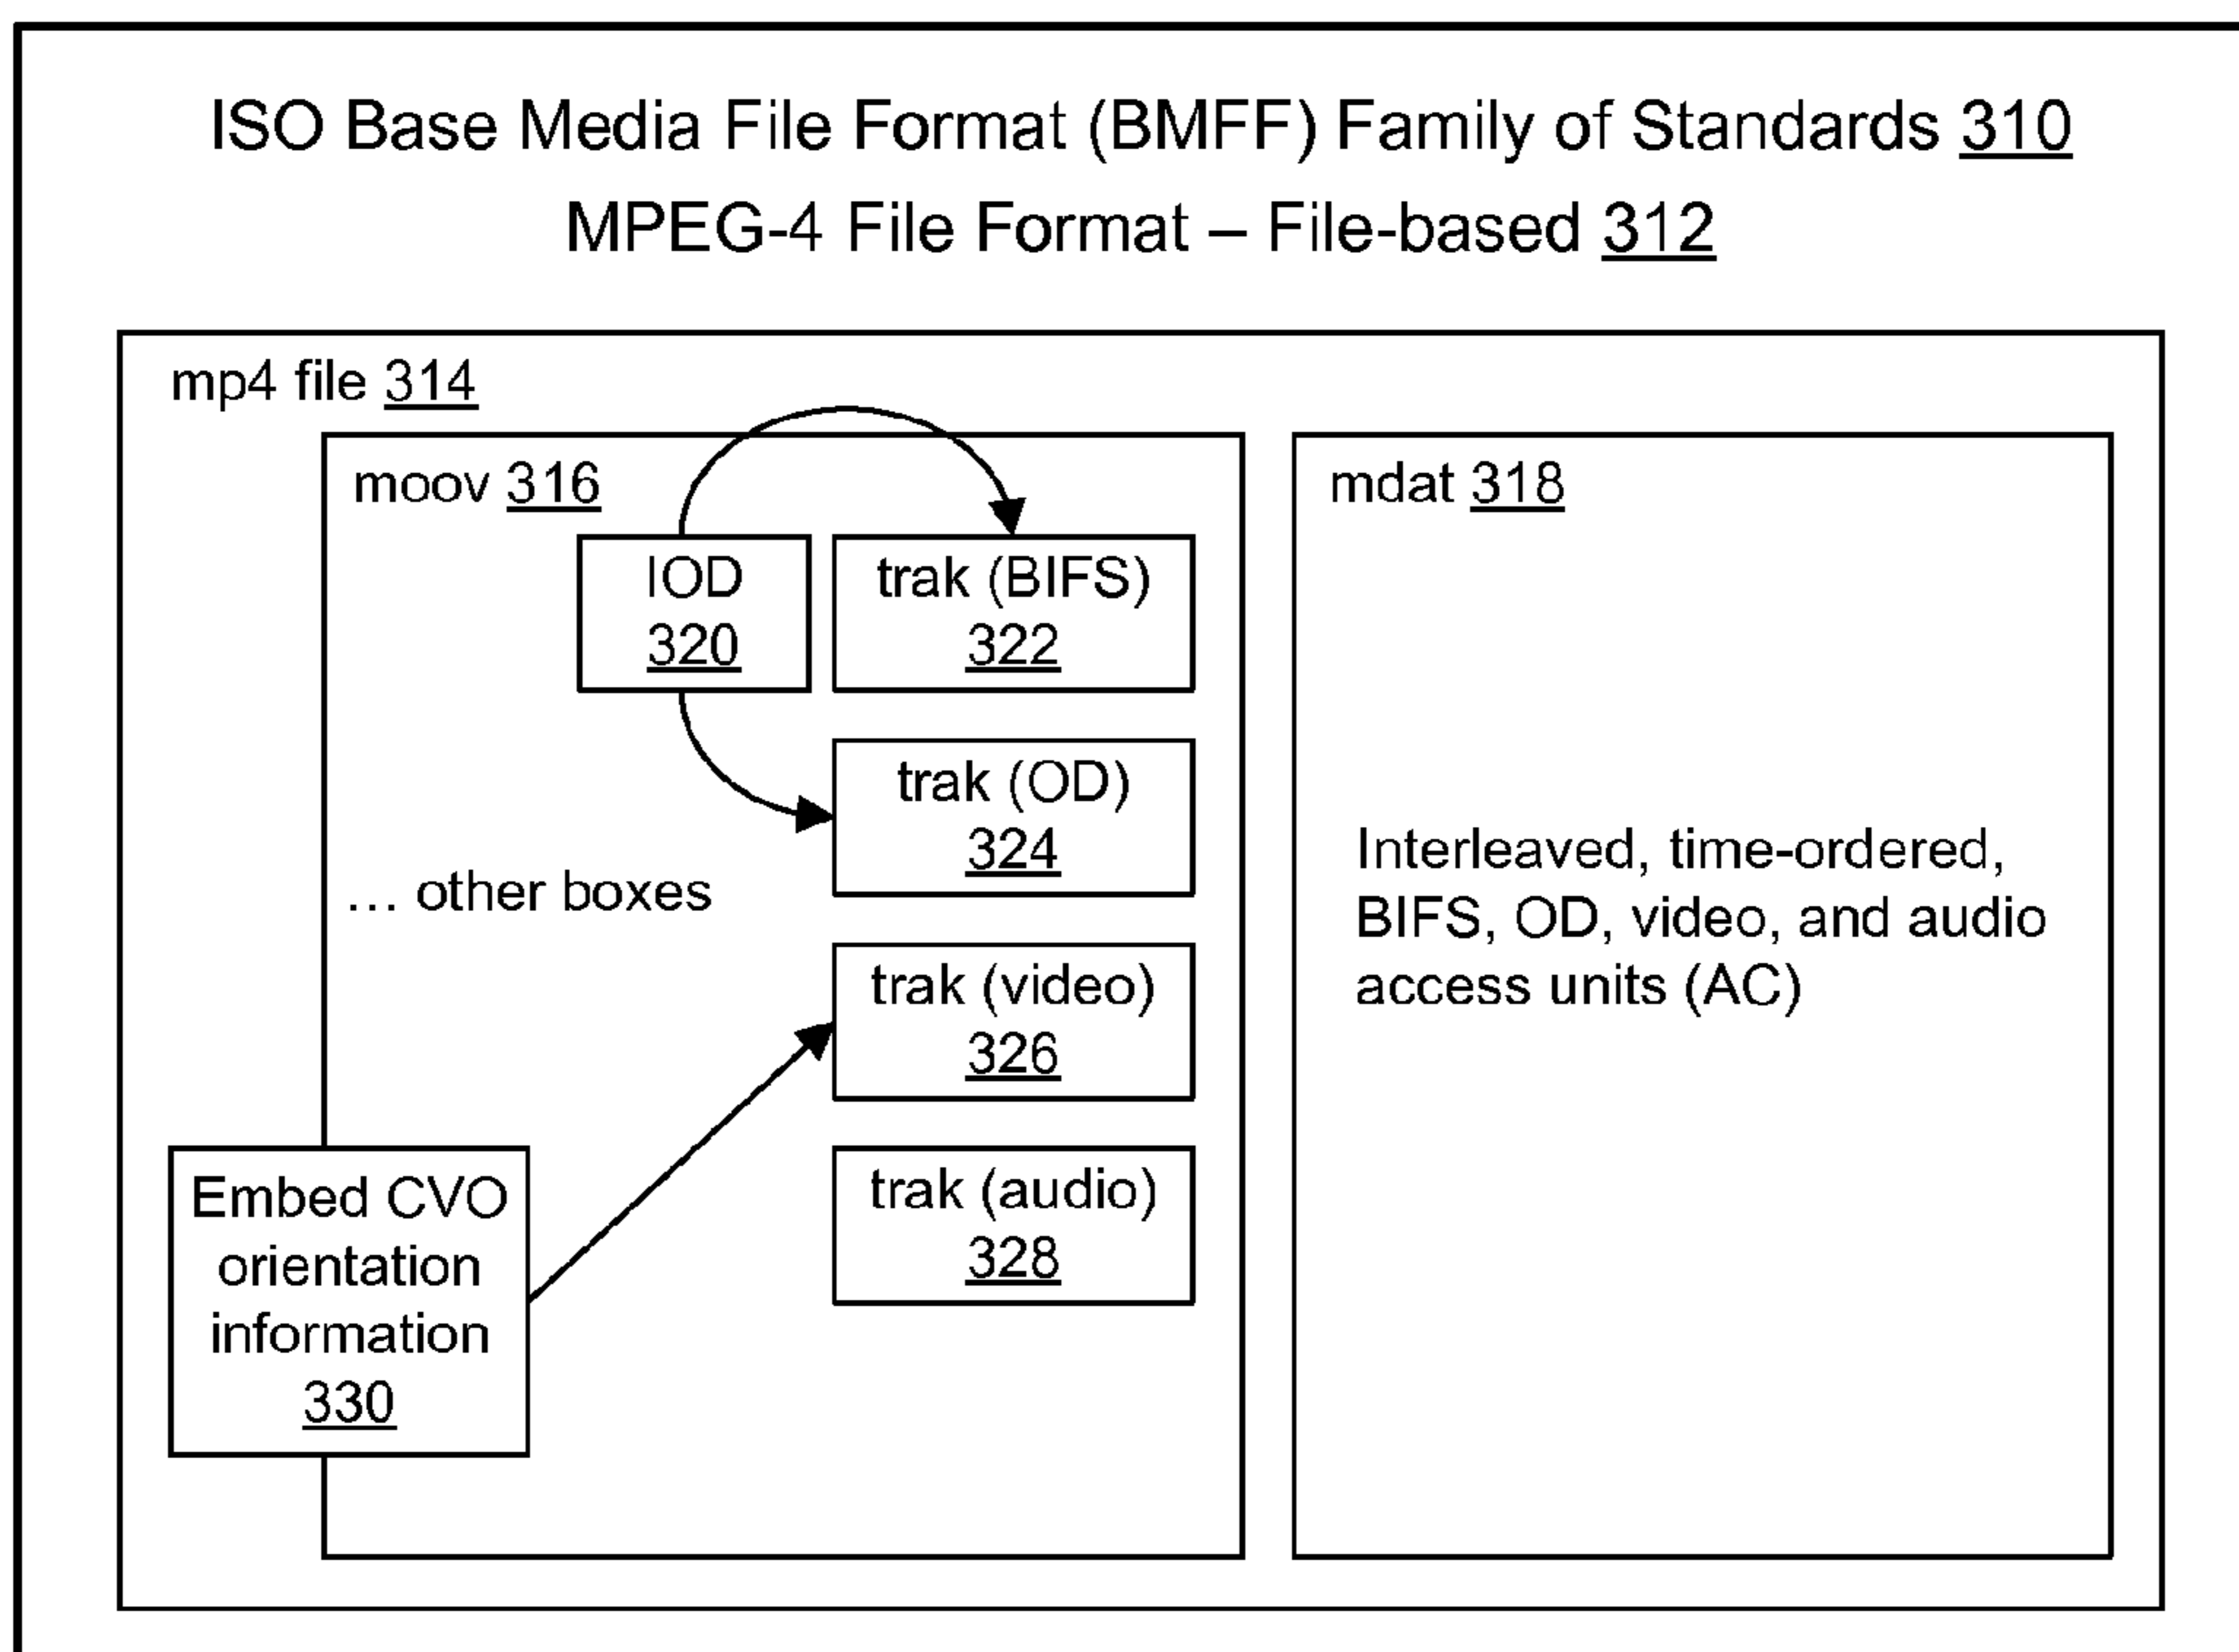 ISO Base Media File Format (BMFF) Family of Standards 310
MPEG-4 File Format – File-based 312
mp4 file 314
moov 316
IOD
320
trak (BIFS)
322
trak (OD)
324
... other boxes
trak (video)
326
Embed CVO
orientation
information
330
trak (audio)
328
mdat 318
Interleaved, time-ordered,
BIFS, OD, video, and audio
access units (AC)